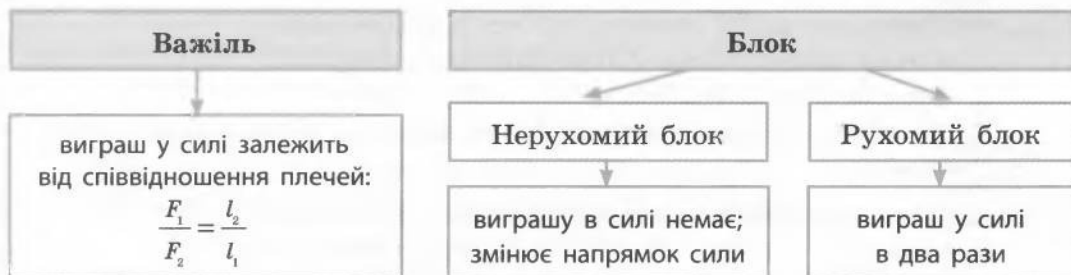 Важіль
виграш у силі залежить
від співвідношення плечей:
F₁/F₂ = l₂/l₁
Блок
Нерухомий блок
виграшу в силі немає;
змінює напрямок сили
Рухомий блок
виграш у силі
в два рази